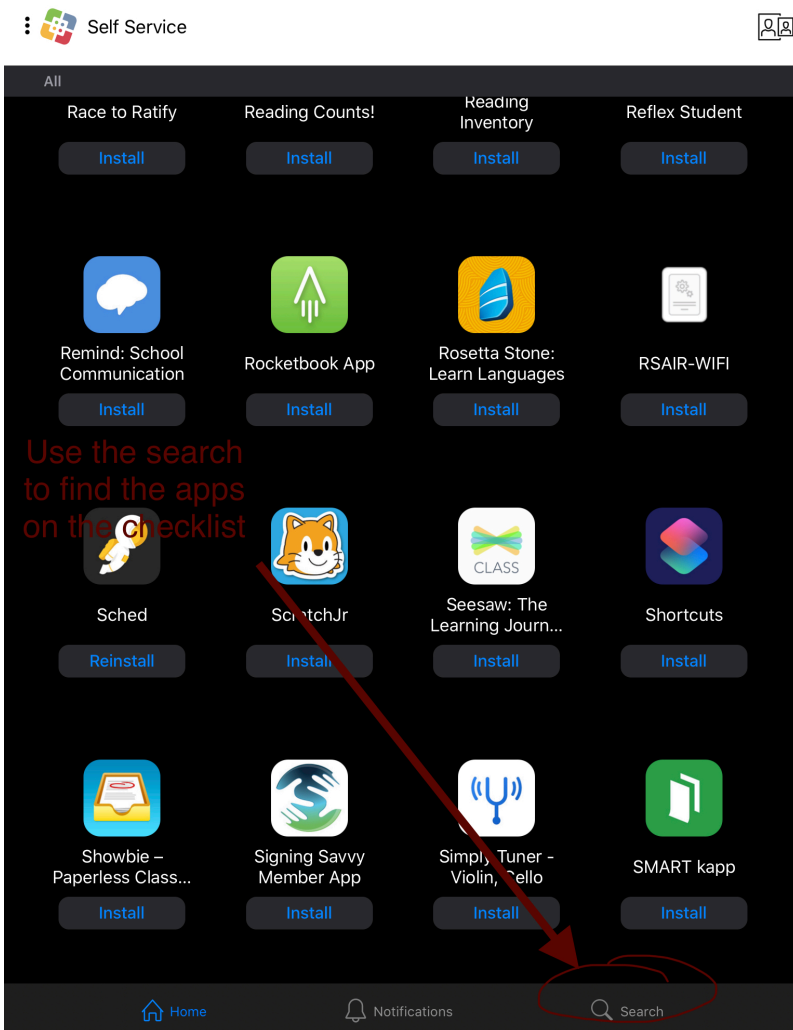 Self Service
All
Race to Ratify
Reading Counts!
Reading
Inventory
Reflex Student
Install
Install
Install
Install
Remind: School
Communication
Rocketbook App
Rosetta Stone:
Learn Languages
RSAIR-WIFI
Install
Install
Install
Install
Use the search
to find the apps
on the checklist
CLASS
Sched
ScratchJr
Seesaw: The
Learning Journ...
Shortcuts
Reinstall
Install
Install
Install
Showbie –
Paperless Class...
Signing Savvy
Member App
Simply Tuner -
Violin, Cello
SMART kapp
Install
Install
Install
Install
Home
Notifications
Search